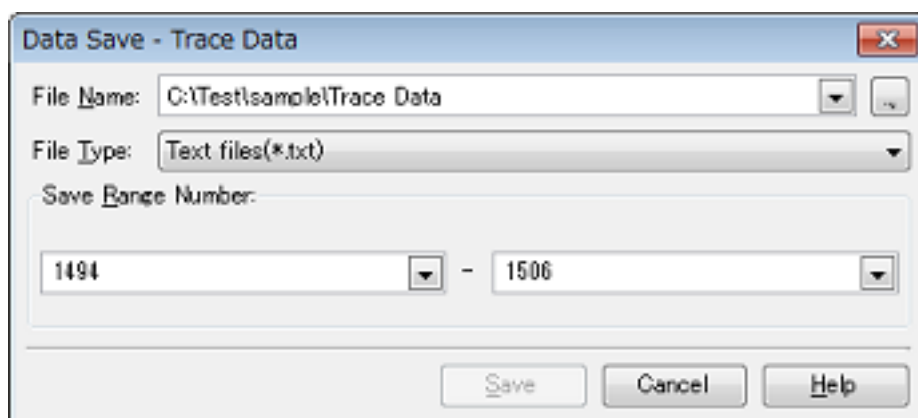 Data Save - Trace Data
File Name: C:\Test\sample\Trace Data
...
File Type: Text files(*.txt)
Save Range Number:
1494 - 1506
Save Cancel Help